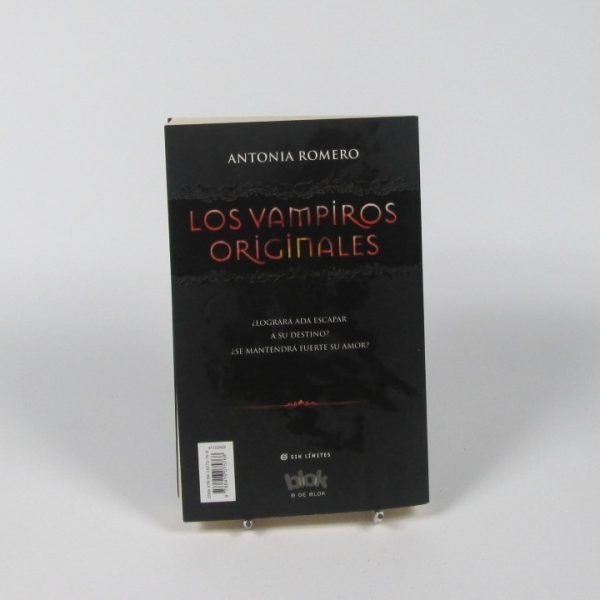 ANTONIA ROMERO
LOS VAMPIROS
ORIGINALES
¿LOGRARÁ ADA ESCAPAR
A SU DESTINO?
¿SE MANTENDRÁ FUERTE SU AMOR?
SIN LÍMITES
blok
B DE BLOK